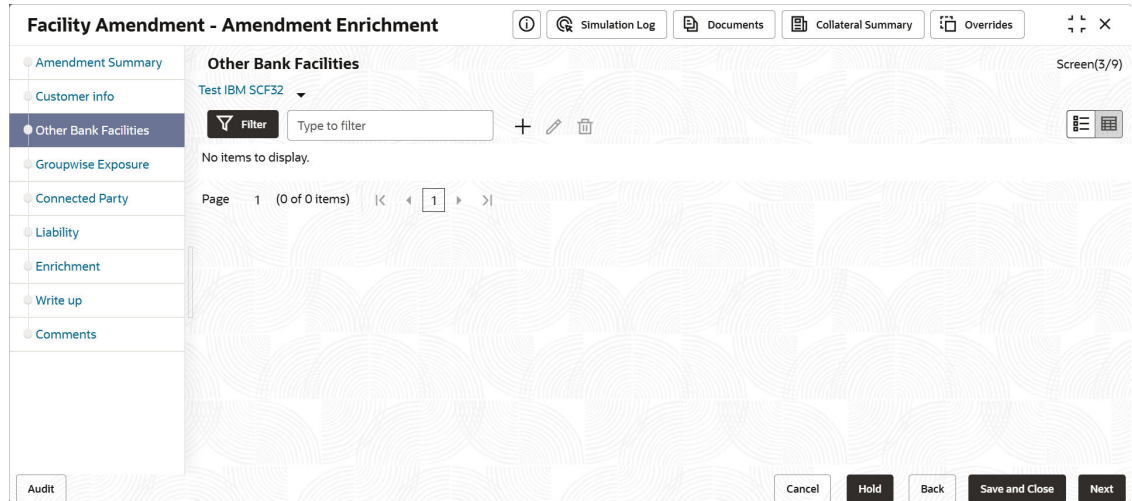 Facility Amendment - Amendment Enrichment
Simulation Log
Documents
Collateral Summary
Overrides
Amendment Summary
Customer info
Other Bank Facilities
Groupwise Exposure
Connected Party
Liability
Enrichment
Write up
Comments
Other Bank Facilities
Screen(3/9)
Test IBM SCF32
Filter
Type to filter
No items to display.
Page 1 (0 of 0 items) 1
Audit
Cancel
Hold
Back
Save and Close
Next